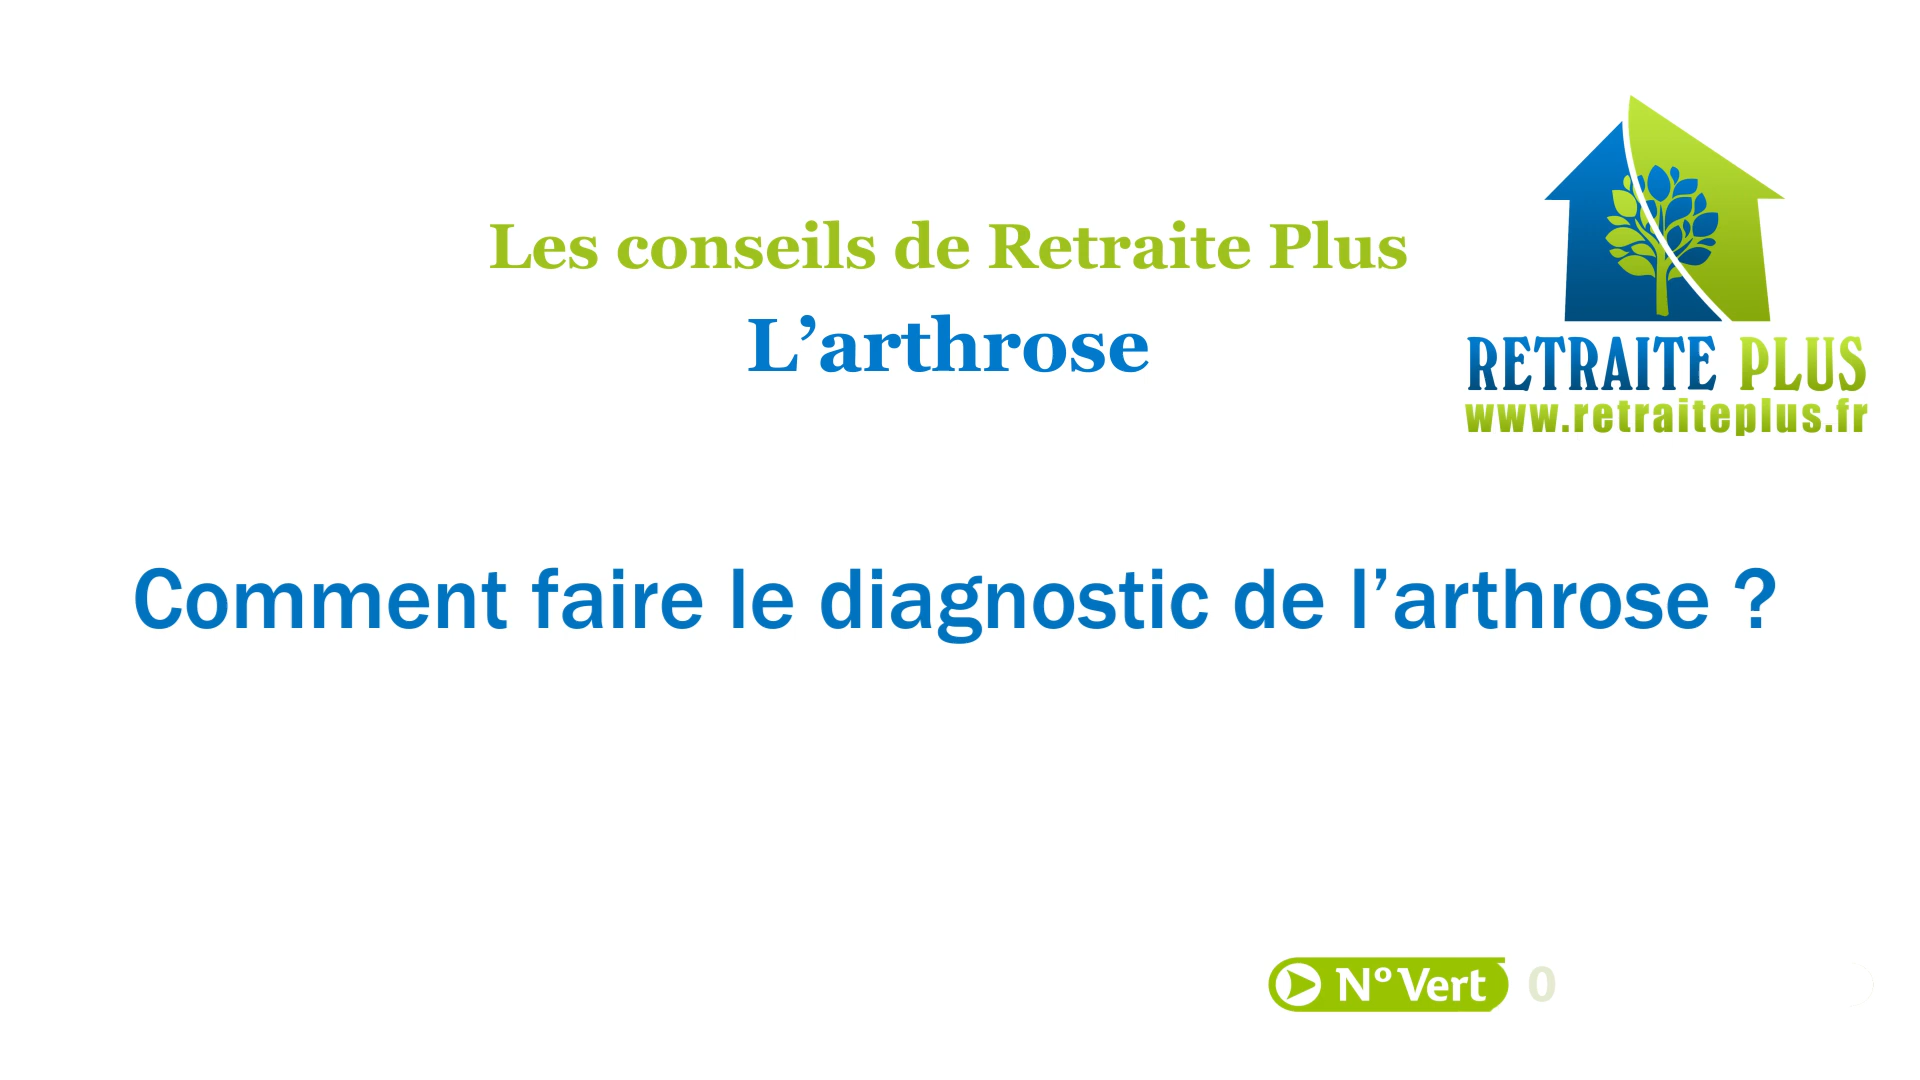 Les conseils de Retraite Plus
L’arthrose
RETRAITE PLUS
www.retraiteplus.fr
Comment faire le diagnostic de l’arthrose ?
N° Vert 0